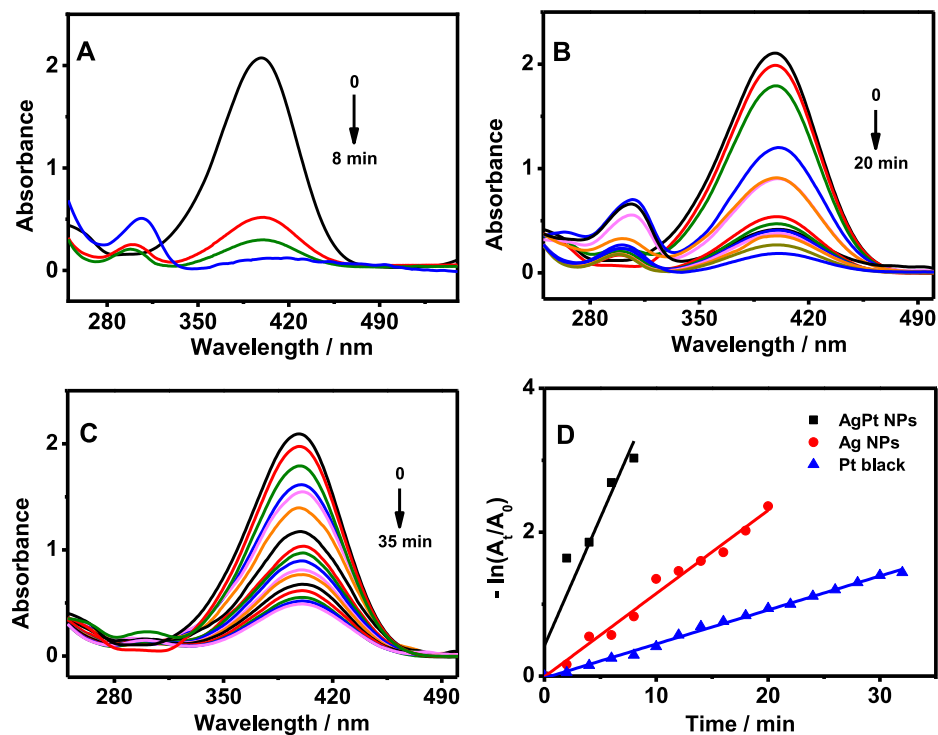 A
Absorbance
2
1
0
0
8 min
280
350
420
490
Wavelength / nm
B
Absorbance
2
1
0
0
20 min
280
350
420
490
Wavelength / nm
C
Absorbance
2
1
0
0
35 min
280
350
420
490
Wavelength / nm
D
- ln(At/A0)
4
2
0
AgPt NPs
Ag NPs
Pt black
0
10
20
30
Time / min